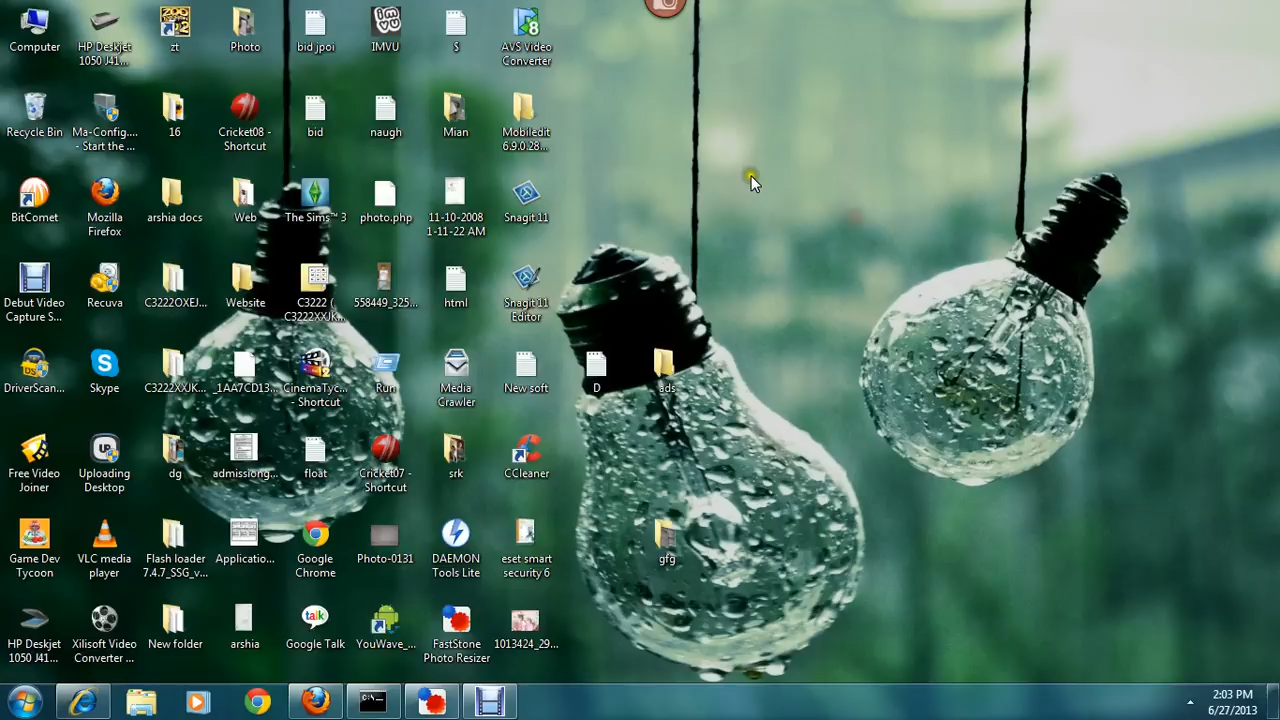 Computer
HP Deskjet
1050 J41...
zt
Photo
bid jpoi
IMVU
S
AVS Video
Converter
Recycle Bin
Ma-Config....
- Start the ...
16
Cricket08 -
Shortcut
bid
naugh
Mian
Mobiledit
6.9.0.28...
BitComet
Mozilla
Firefox
arshia docs
Web
The Sims™ 3
photo.php
11-10-2008
1-11-22 AM
Snagit 11
Debut Video
Capture S...
Recuva
C3222OXEJ...
Website
C3222 (
C3222XXJK...
558449_325...
html
Snagit 11
Editor
DriverScan...
Skype
C3222XXJK...
_1AA7CD13...
CinemaTyc...
- Shortcut
Run
Media
Crawler
New soft
D
ads
Free Video
Joiner
Uploading
Desktop
dg
admissiong...
float
Cricket07 -
Shortcut
srk
CCleaner
Game Dev
Tycoon
VLC media
player
Flash loader
7.4.7_SSG_v...
Applicatio...
Google
Chrome
Photo-0131
DAEMON
Tools Lite
eset smart
security 6
gfg
HP Deskjet
1050 J41...
Xilisoft Video
Converter ...
New folder
arshia
talk
Google Talk
YouWave_...
FastStone
Photo Resizer
1013424_29...
2:03 PM
6/27/2013